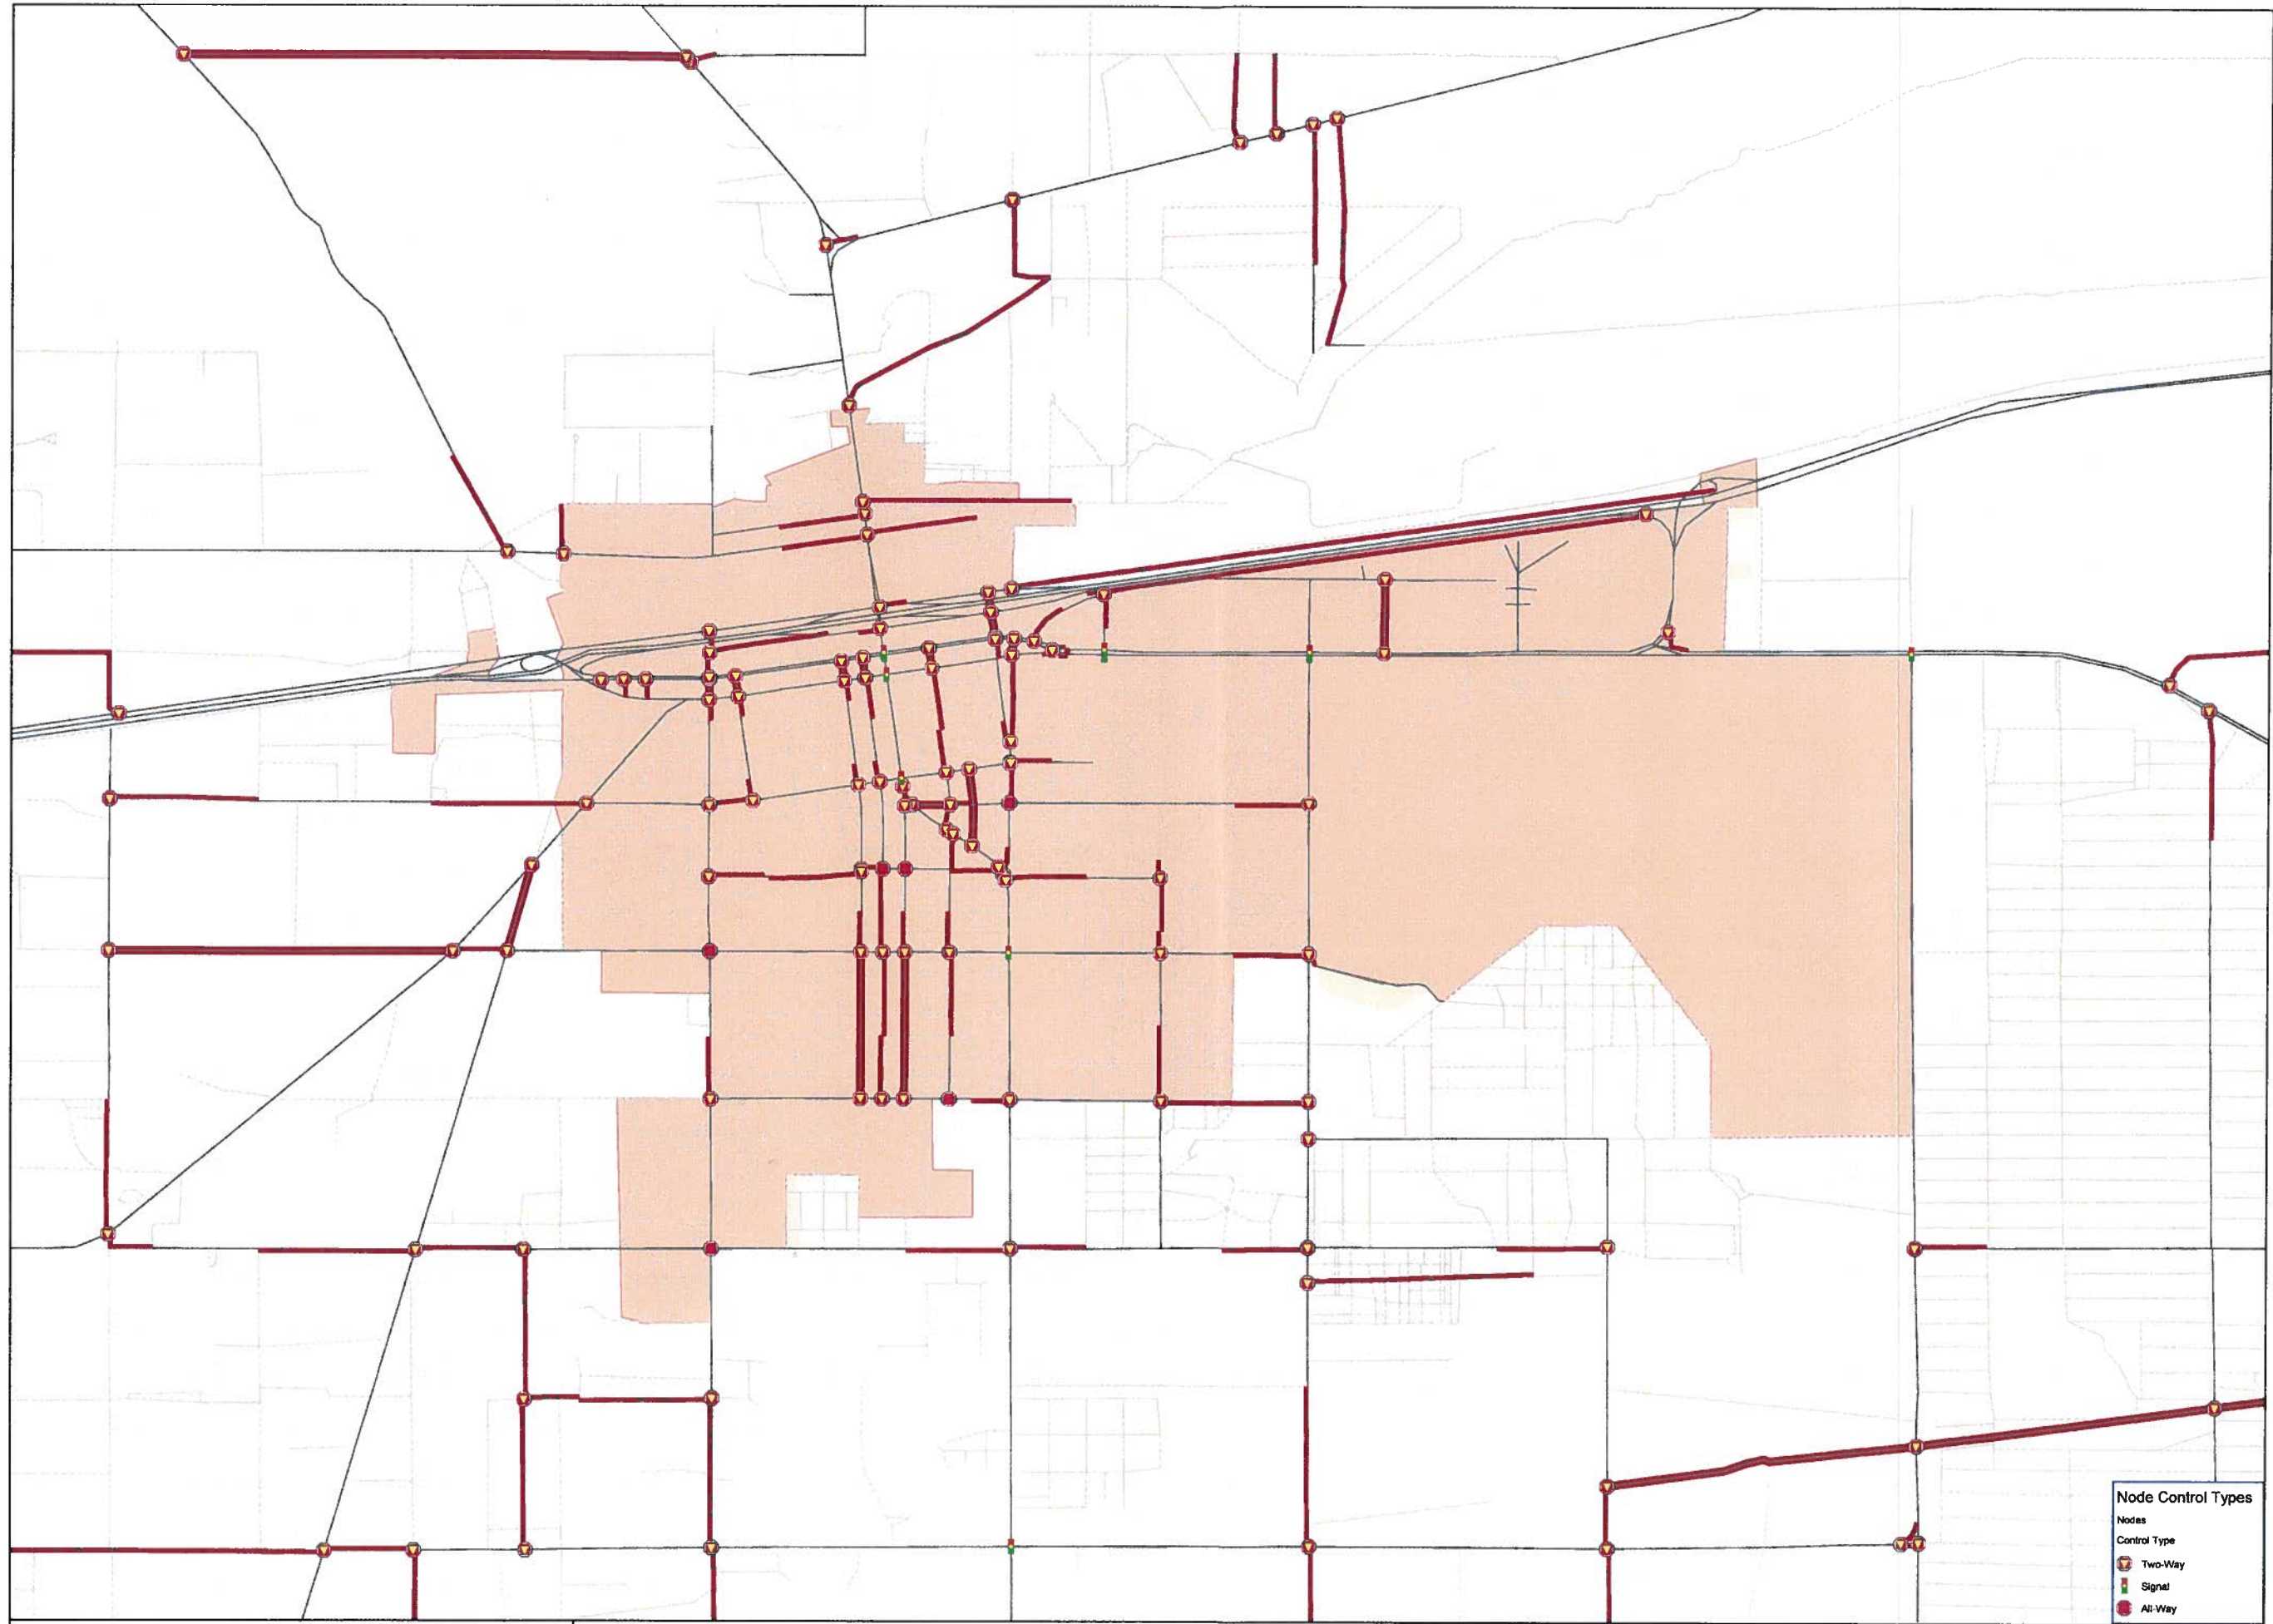 Node Control Types
Nodes
Control Type
Two-Way
Signal
All-Way